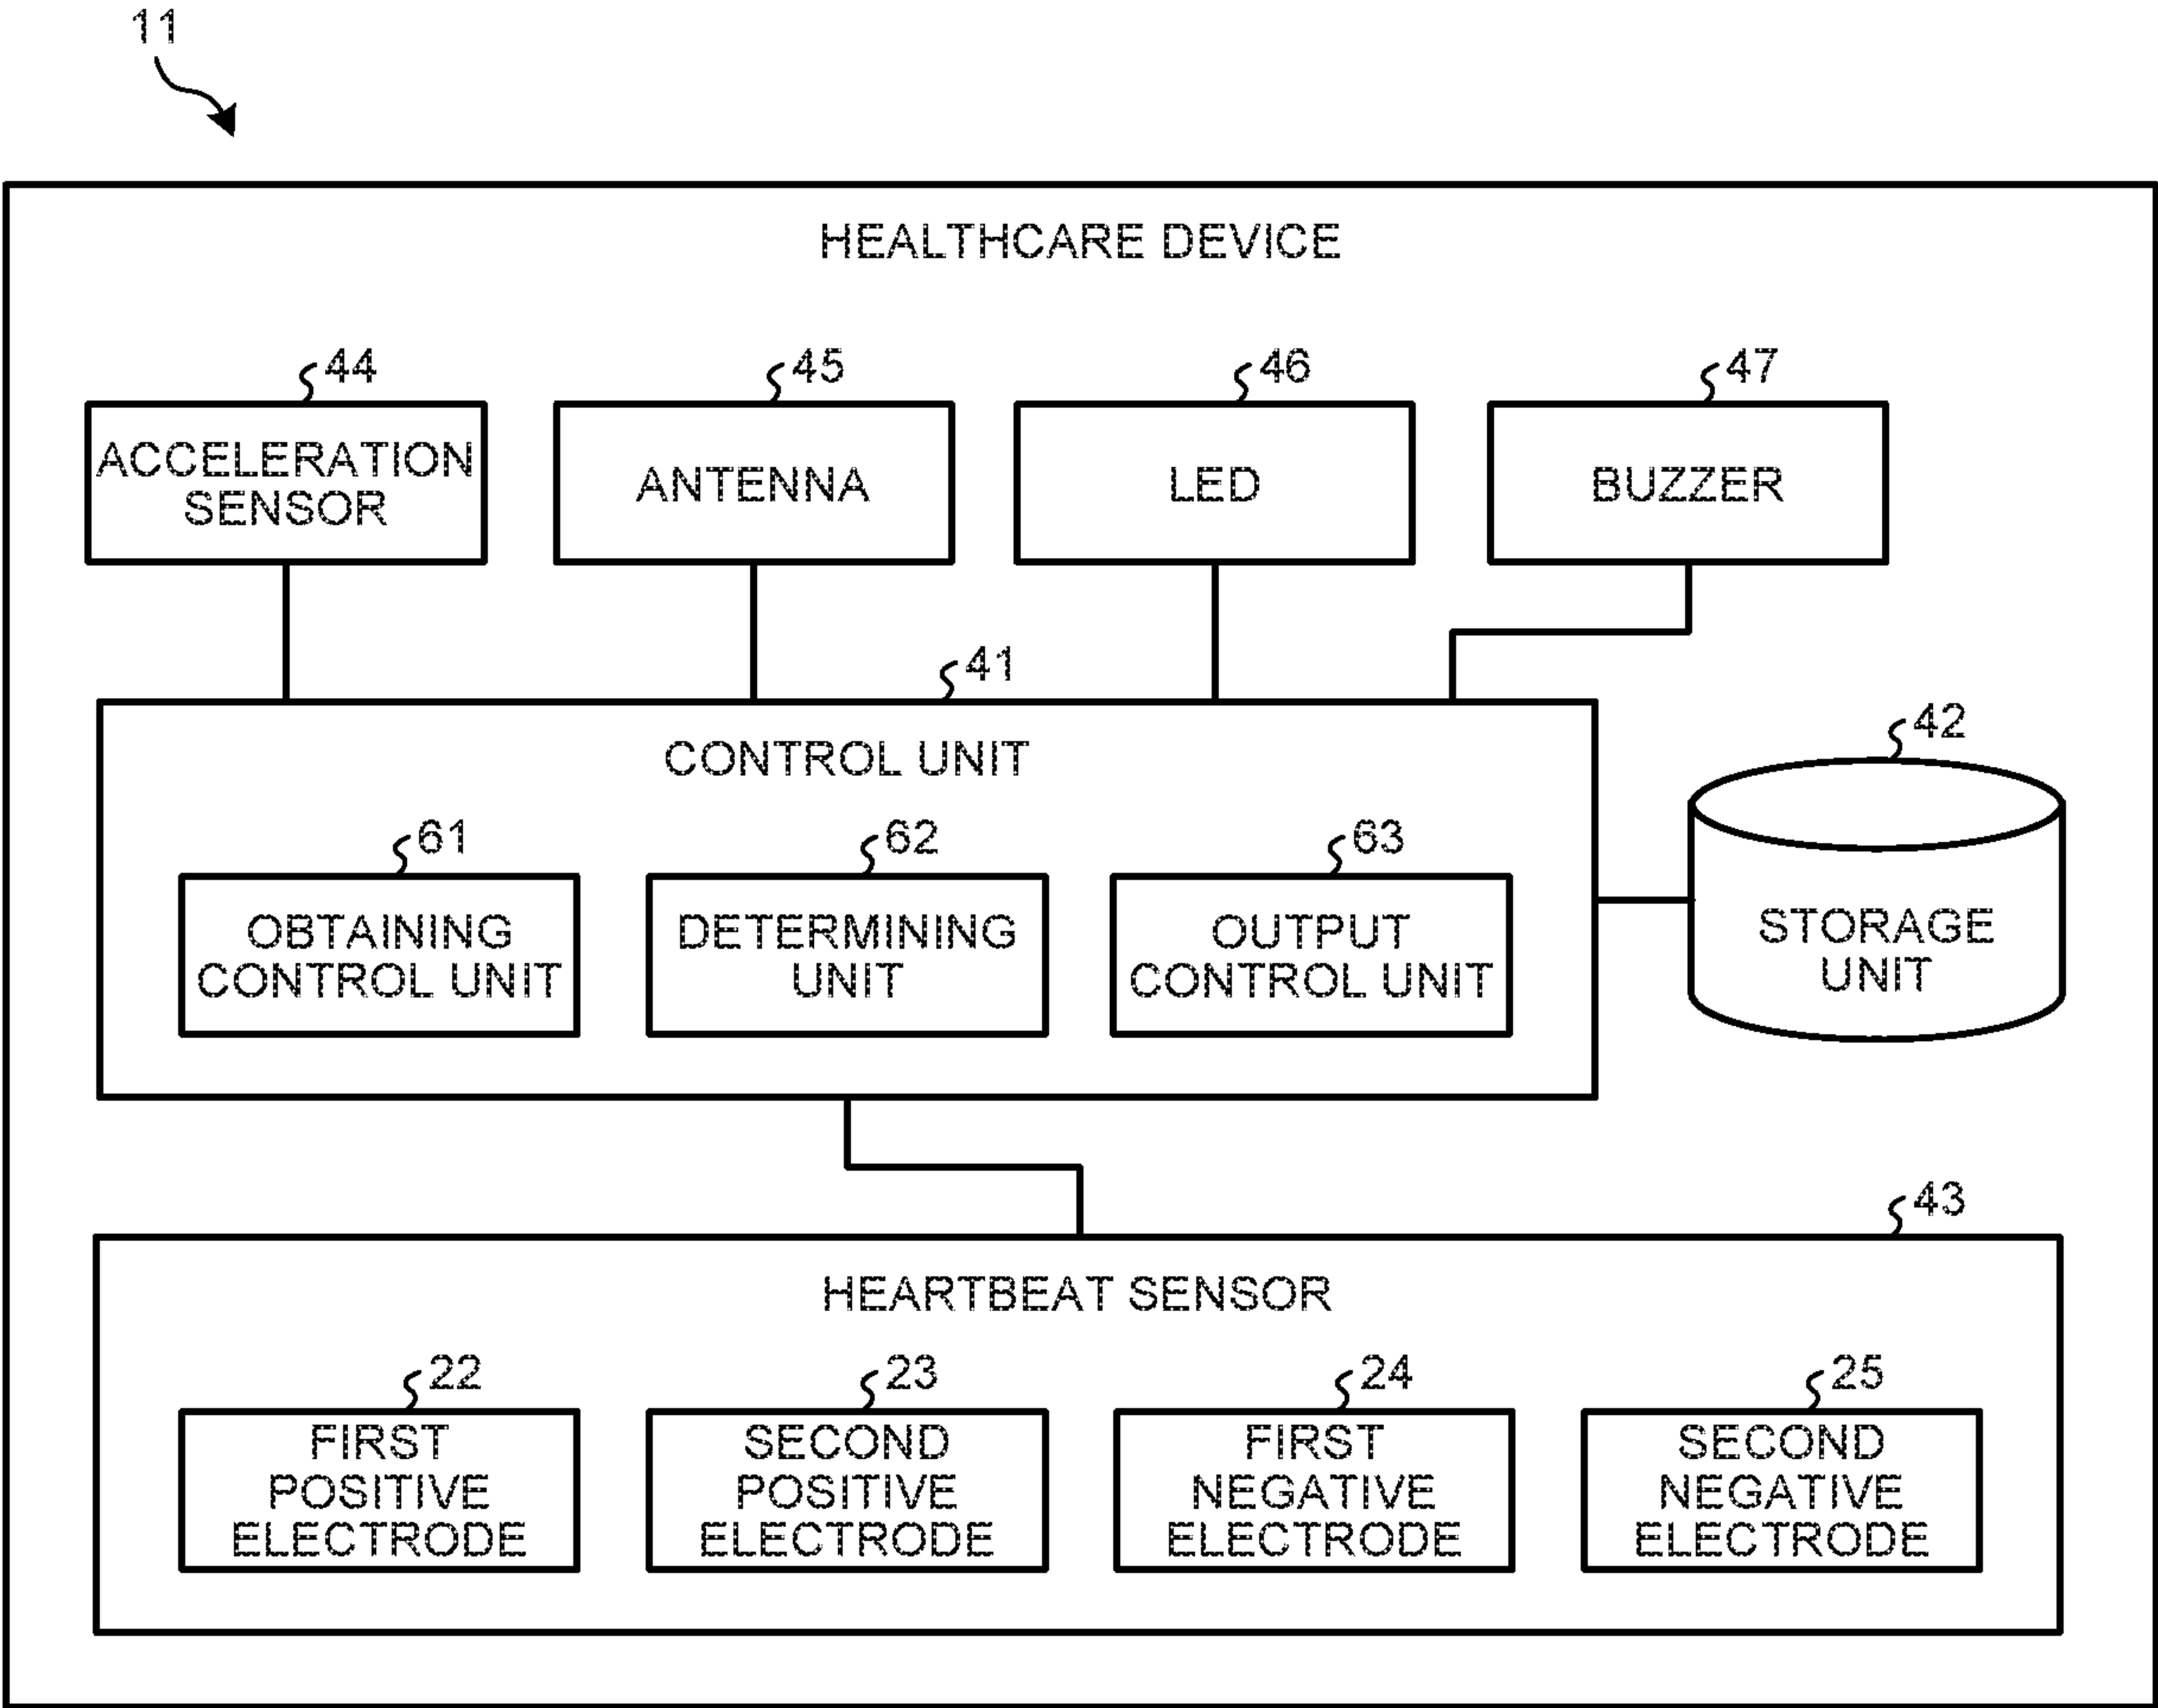 11
HEALTHCARE DEVICE
44
45
46
47
ACCELERATION
SENSOR
ANTENNA
LED
BUZZER
41
CONTROL UNIT
42
61
62
63
OBTAINING
CONTROL UNIT
DETERMINING
UNIT
OUTPUT
CONTROL UNIT
STORAGE
UNIT
43
HEARTBEAT SENSOR
22
23
24
25
FIRST
POSITIVE
ELECTRODE
SECOND
POSITIVE
ELECTRODE
FIRST
NEGATIVE
ELECTRODE
SECOND
NEGATIVE
ELECTRODE